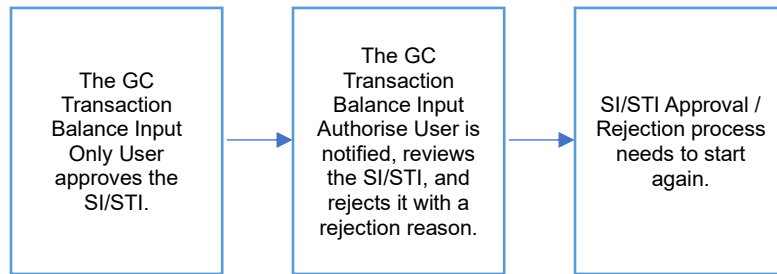 The GC
Transaction
Balance Input
Only User
approves the
SI/STI.
The GC
Transaction
Balance Input
Authorise User is
notified, reviews
the SI/STI, and
rejects it with a
rejection reason.
SI/STI Approval /
Rejection process
needs to start
again.